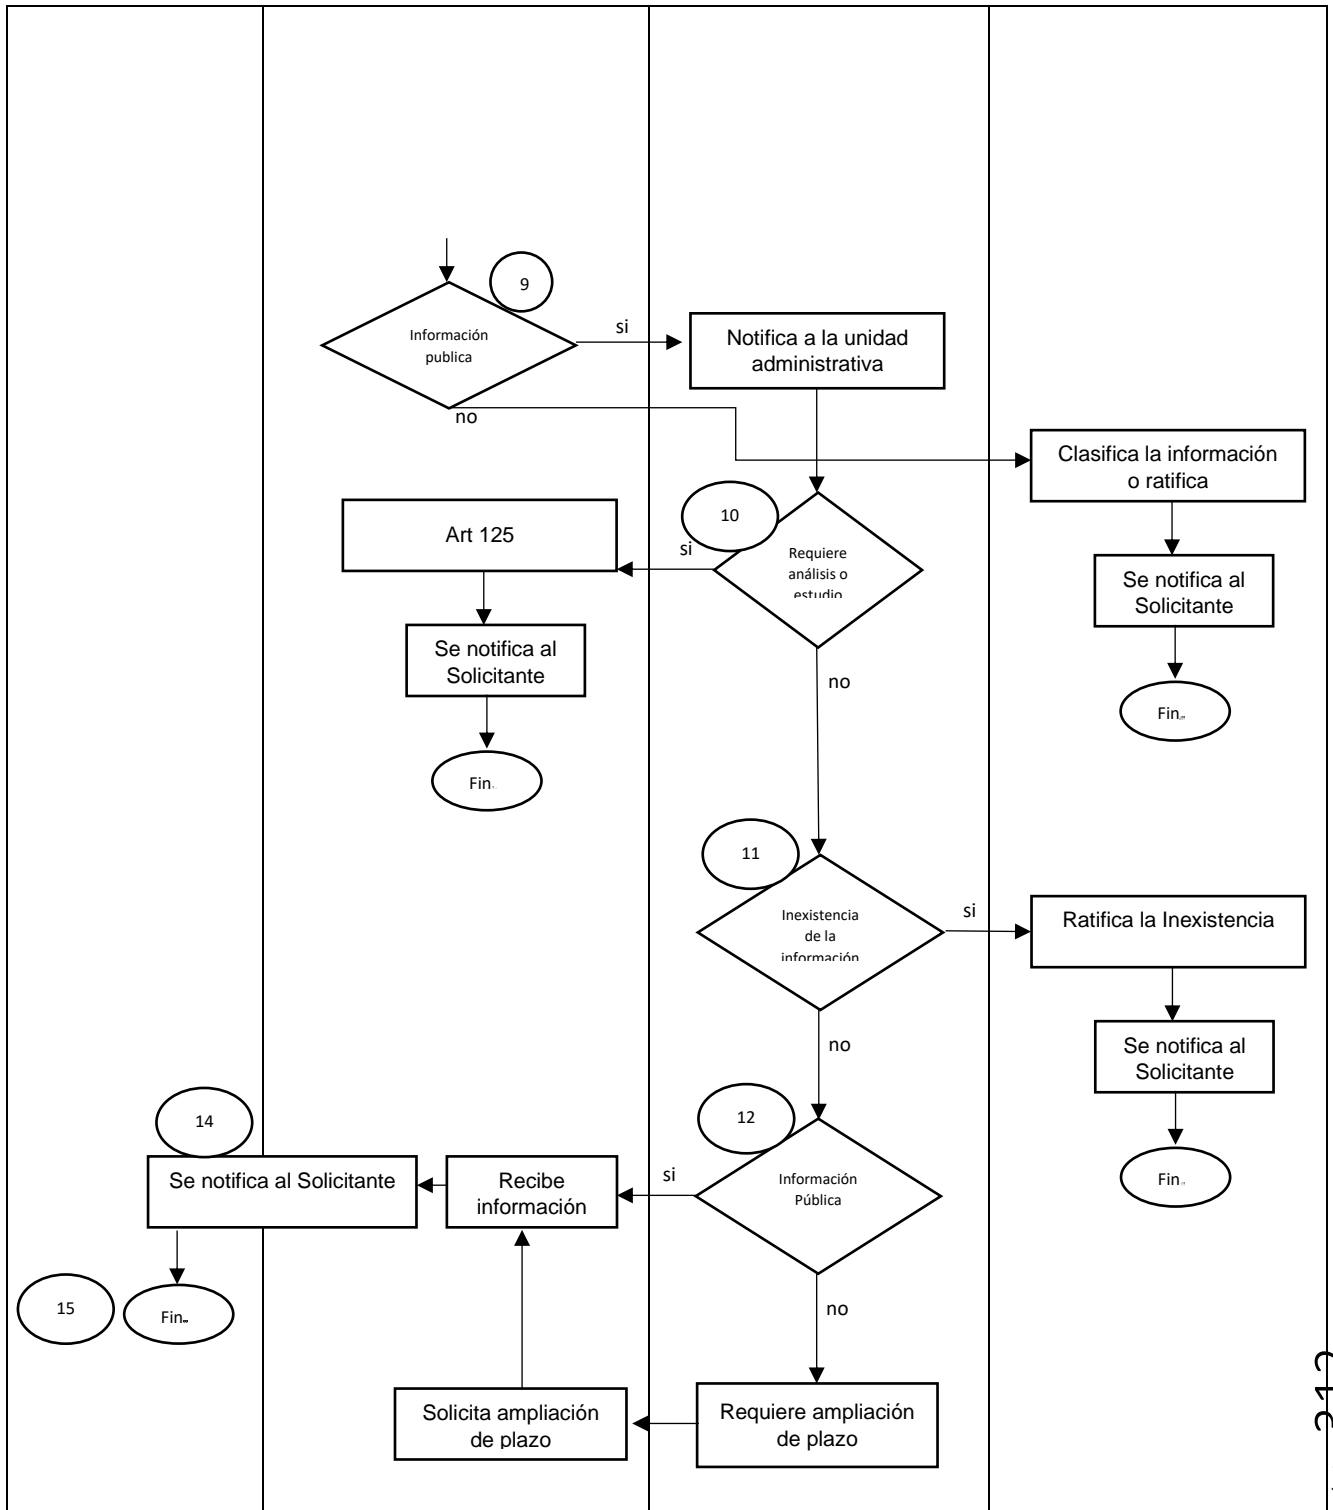 9
Información
publica
si
no
Notifica a la unidad
administrativa
Clasifica la información
o ratifica
10
Requiere
análisis o
estudio
si
Art 125
Se notifica al
Solicitante
Se notifica al
Solicitante
no
Fin
Fin
11
Inexistencia
de la
información
si
Ratifica la Inexistencia
no
Se notifica al
Solicitante
14
12
Se notifica al Solicitante
Recibe
información
si
Información
Pública
Fin
15
Fin
no
Solicita ampliación
de plazo
Requiere ampliación
de plazo